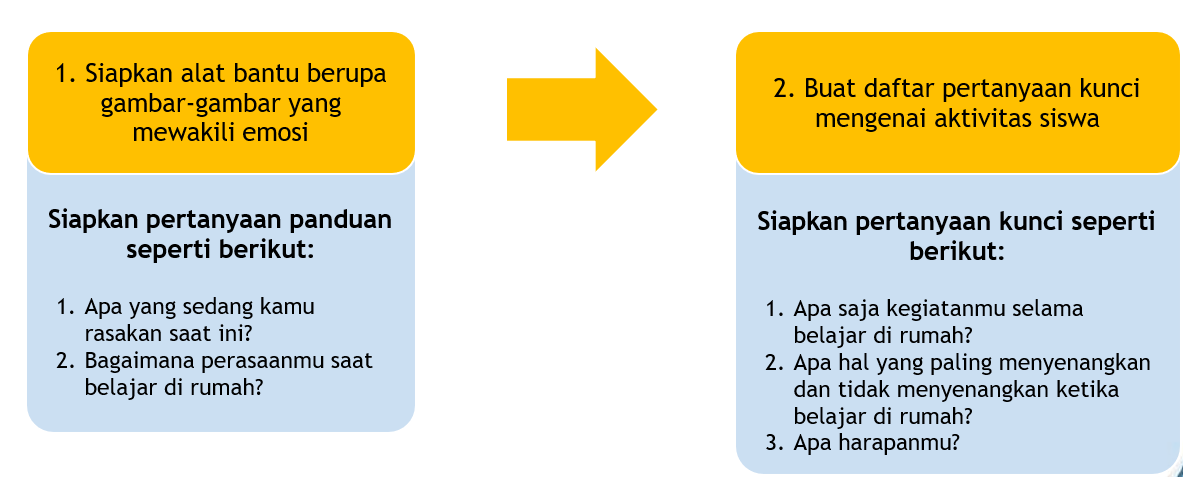 1. Siapkan alat bantu berupa
gambar-gambar yang
mewakili emosi
Siapkan pertanyaan panduan
seperti berikut:
1. Apa yang sedang kamu
rasakan saat ini?
2. Bagaimana perasaanmu saat
belajar di rumah?
2. Buat daftar pertanyaan kunci
mengenai aktivitas siswa
Siapkan pertanyaan kunci seperti
berikut:
1. Apa saja kegiatanmu selama
belajar di rumah?
2. Apa hal yang paling menyenangkan
dan tidak menyenangkan ketika
belajar di rumah?
3. Apa harapanmu?